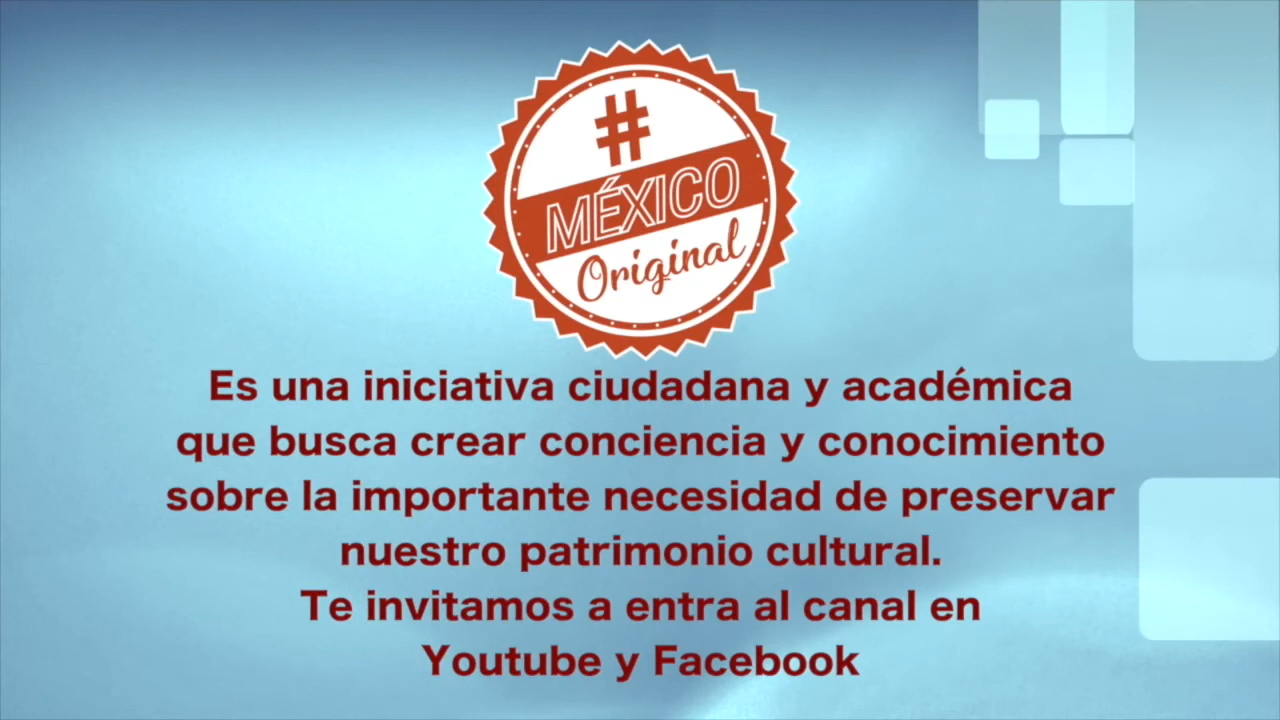 #
MÉXICO
Original
Es una iniciativa ciudadana y académica
que busca crear conciencia y conocimiento
sobre la importante necesidad de preservar
nuestro patrimonio cultural.
Te invitamos a entra al canal en
Youtube y Facebook